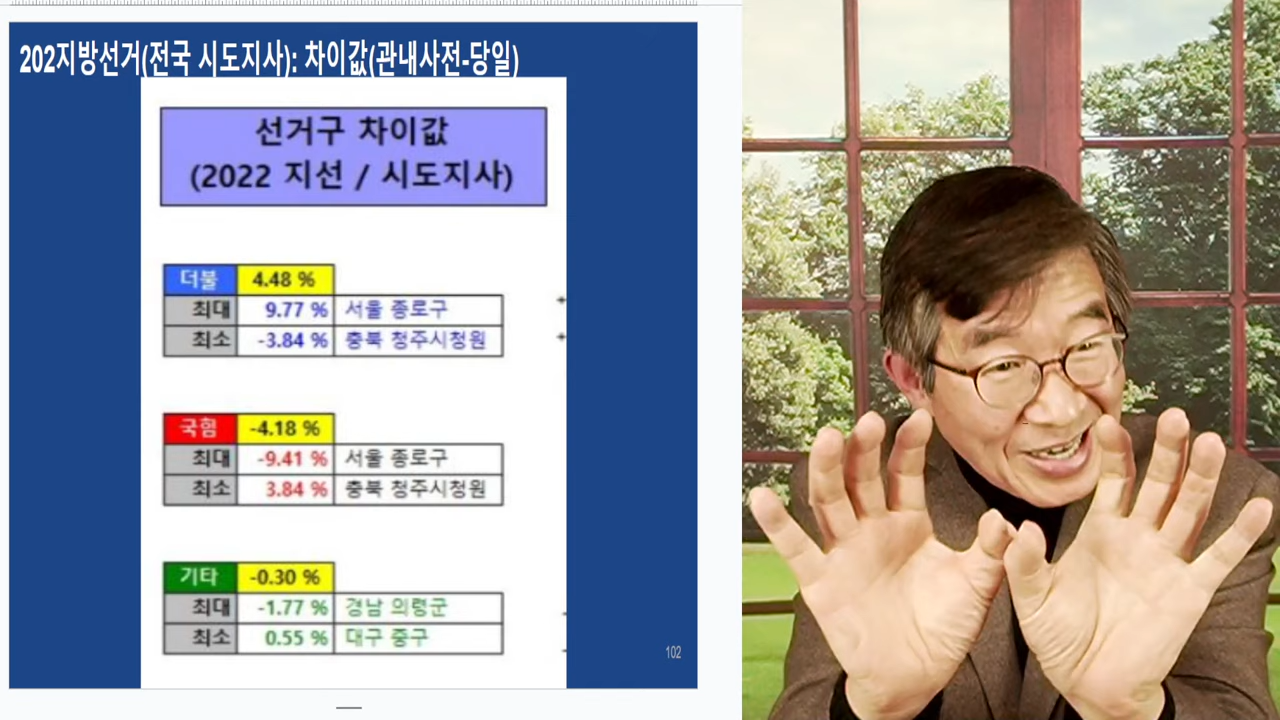 202지방선거(전국 시도지사): 차이값(관내사전-당일)
선거구 차이값
(2022 지선 / 시도지사)
더불 4.48 %
최대 9.77 % 서울 종로구
최소 -3.84 % 충북 청주시청원
국힘 -4.18 %
최대 -9.41 % 서울 종로구
최소 3.84 % 충북 청주시청원
기타 -0.30 %
최대 -1.77 % 경남 의령군
최소 0.55 % 대구 중구
102